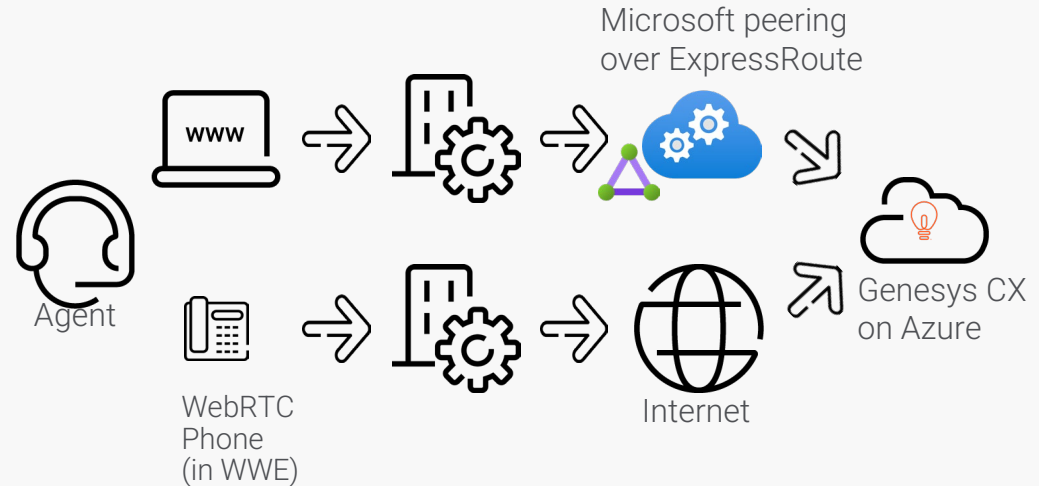 Microsoft peering
over ExpressRoute
www
Agent
Genesys CX
on Azure
WebRTC
Phone
(in WWE)
Internet